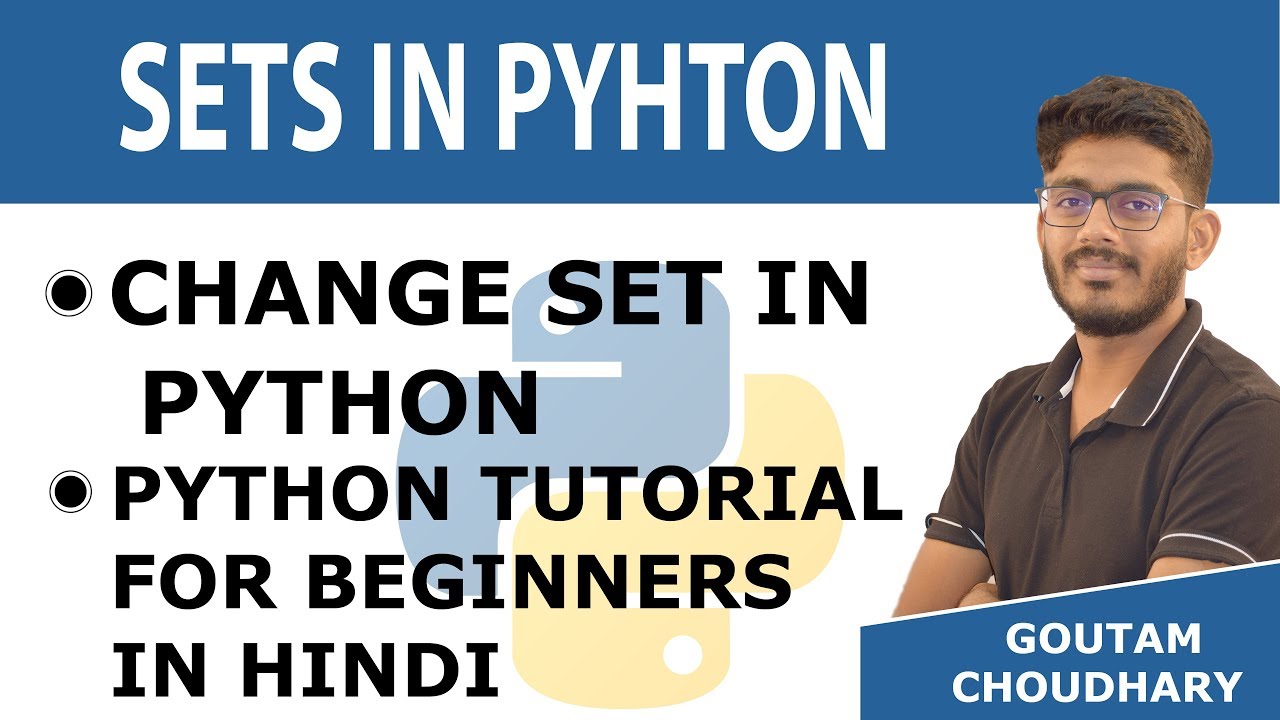 SETS IN PYHTON
CHANGE SET IN
PYTHON
PYTHON TUTORIAL
FOR BEGINNERS
IN HINDI
GOUTAM
CHOUDHARY